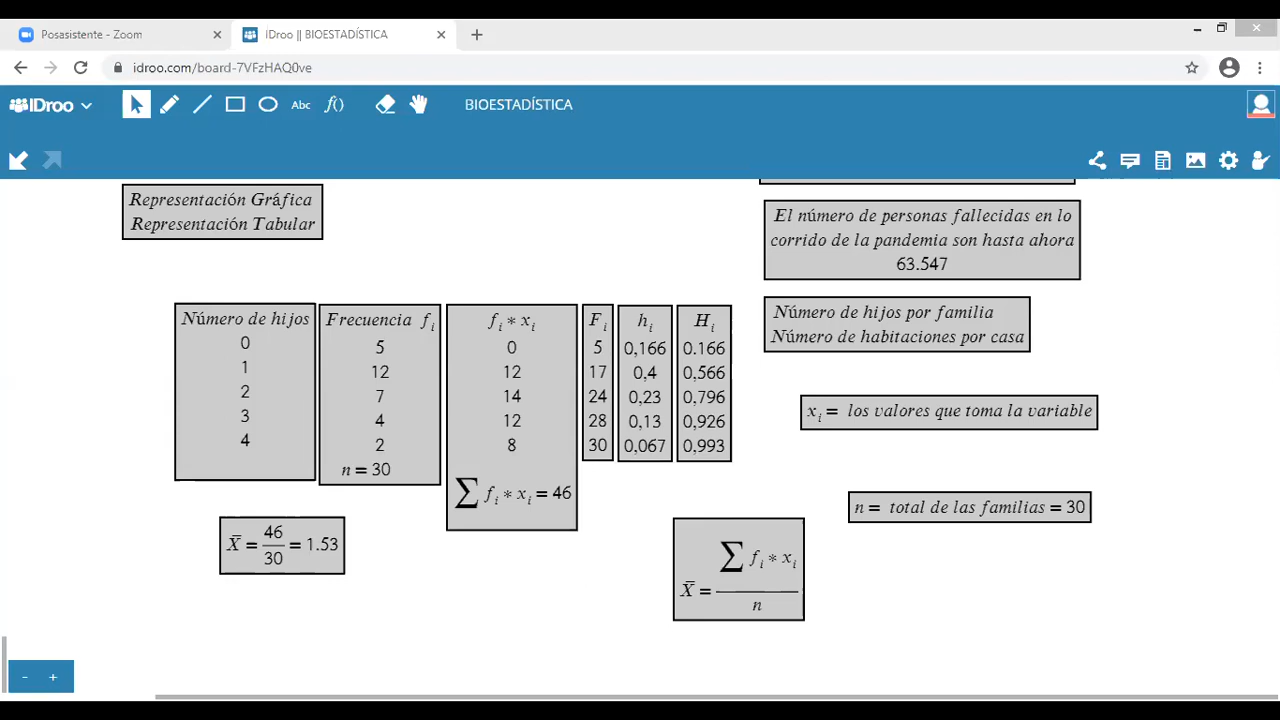 Posasistente - Zoom
iDroo || BIOESTADÍSTICA
idroo.com/board-7VFzHAQ0ve
IDroo
Abc
f()
BIOESTADÍSTICA
Representación Gráfica
Representación Tabular
El número de personas fallecidas en lo
corrido de la pandemia son hasta ahora
63.547
Número de hijos por familia
Número de habitaciones por casa
Número de hijos
0
1
2
3
4
Frecuencia f_i
5
12
7
4
2
n = 30
f_i * x_i
0
12
14
12
8
∑ f_i * x_i = 46
F_i
5
17
24
28
30
h_i
0,166
0,4
0,23
0,13
0,067
H_i
0.166
0,566
0,796
0,926
0,993
x_i = los valores que toma la variable
n = total de las familias = 30
X̄ = 46/30 = 1.53
X̄ = ∑ f_i * x_i / n
- +